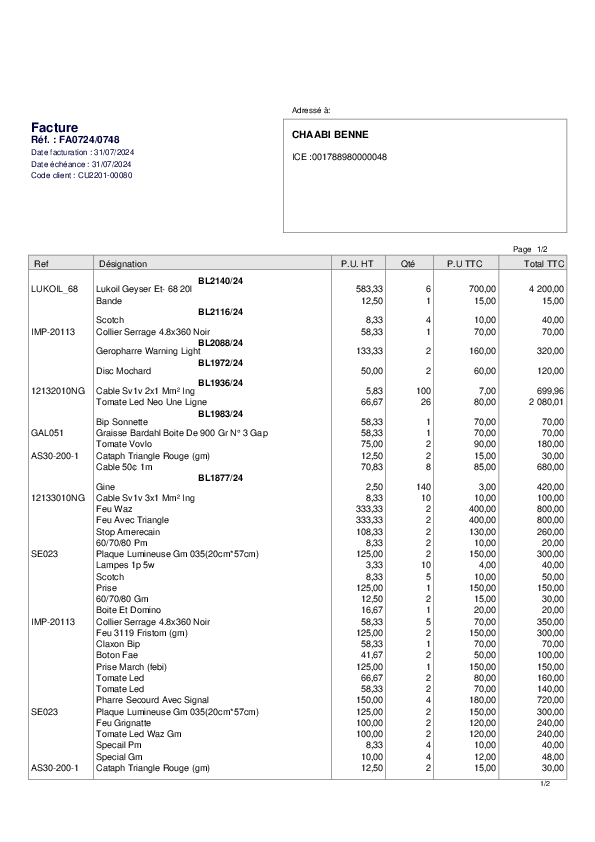 Adressé à:
Facture
Réf. : FA0724/0748
Date facturation : 31/07/2024
Date échéance : 31/07/2024
Code client : CU2201-00080
CHAABI BENNE
ICE :001788980000048
Page 1/2
Ref Désignation P.U. HT Qté P.U TTC Total TTC
BL2140/24
LUKOIL_68 Lukoil Geyser Et- 68 20l 583,33 6 700,00 4 200,00
Bande 12,50 1 15,00 15,00
BL2116/24
Scotch 8,33 4 10,00 40,00
IMP-20113 Collier Serrage 4.8x360 Noir 58,33 1 70,00 70,00
BL2088/24
Geropharre Warning Light 133,33 2 160,00 320,00
BL1972/24
Disc Mochard 50,00 2 60,00 120,00
BL1936/24
12132010NG Cable Sv1v 2x1 Mm² Ing 5,83 100 7,00 699,96
Tomate Led Neo Une Ligne 66,67 26 80,00 2 080,01
BL1983/24
Bip Sonnette 58,33 1 70,00 70,00
GAL051 Graisse Bardahl Boite De 900 Gr N° 3 Gap 58,33 1 70,00 70,00
Tomate Vovlo 75,00 2 90,00 180,00
AS30-200-1 Cataph Triangle Rouge (gm) 12,50 2 15,00 30,00
Cable 50¢ 1m 70,83 8 85,00 680,00
BL1877/24
Gine 2,50 140 3,00 420,00
12133010NG Cable Sv1v 3x1 Mm² Ing 8,33 10 10,00 100,00
Feu Waz 333,33 2 400,00 800,00
Feu Avec Triangle 333,33 2 400,00 800,00
Stop Amerecain 108,33 2 130,00 260,00
60/70/80 Pm 8,33 2 10,00 20,00
SE023 Plaque Lumineuse Gm 035(20cm*57cm) 125,00 2 150,00 300,00
Lampes 1p 5w 3,33 10 4,00 40,00
Scotch 8,33 5 10,00 50,00
Prise 125,00 1 150,00 150,00
60/70/80 Gm 12,50 2 15,00 30,00
Boite Et Domino 16,67 1 20,00 20,00
IMP-20113 Collier Serrage 4.8x360 Noir 58,33 5 70,00 350,00
Feu 3119 Fristom (gm) 125,00 2 150,00 300,00
Claxon Bip 58,33 1 70,00 70,00
Boton Fae 41,67 2 50,00 100,00
Prise March (febi) 125,00 1 150,00 150,00
Tomate Led 66,67 2 80,00 160,00
Tomate Led 58,33 2 70,00 140,00
Pharre Secourd Avec Signal 150,00 4 180,00 720,00
SE023 Plaque Lumineuse Gm 035(20cm*57cm) 125,00 2 150,00 300,00
Feu Grignatte 100,00 2 120,00 240,00
Tomate Led Waz Gm 100,00 2 120,00 240,00
Specail Pm 8,33 4 10,00 40,00
Special Gm 10,00 4 12,00 48,00
AS30-200-1 Cataph Triangle Rouge (gm) 12,50 2 15,00 30,00
1/2